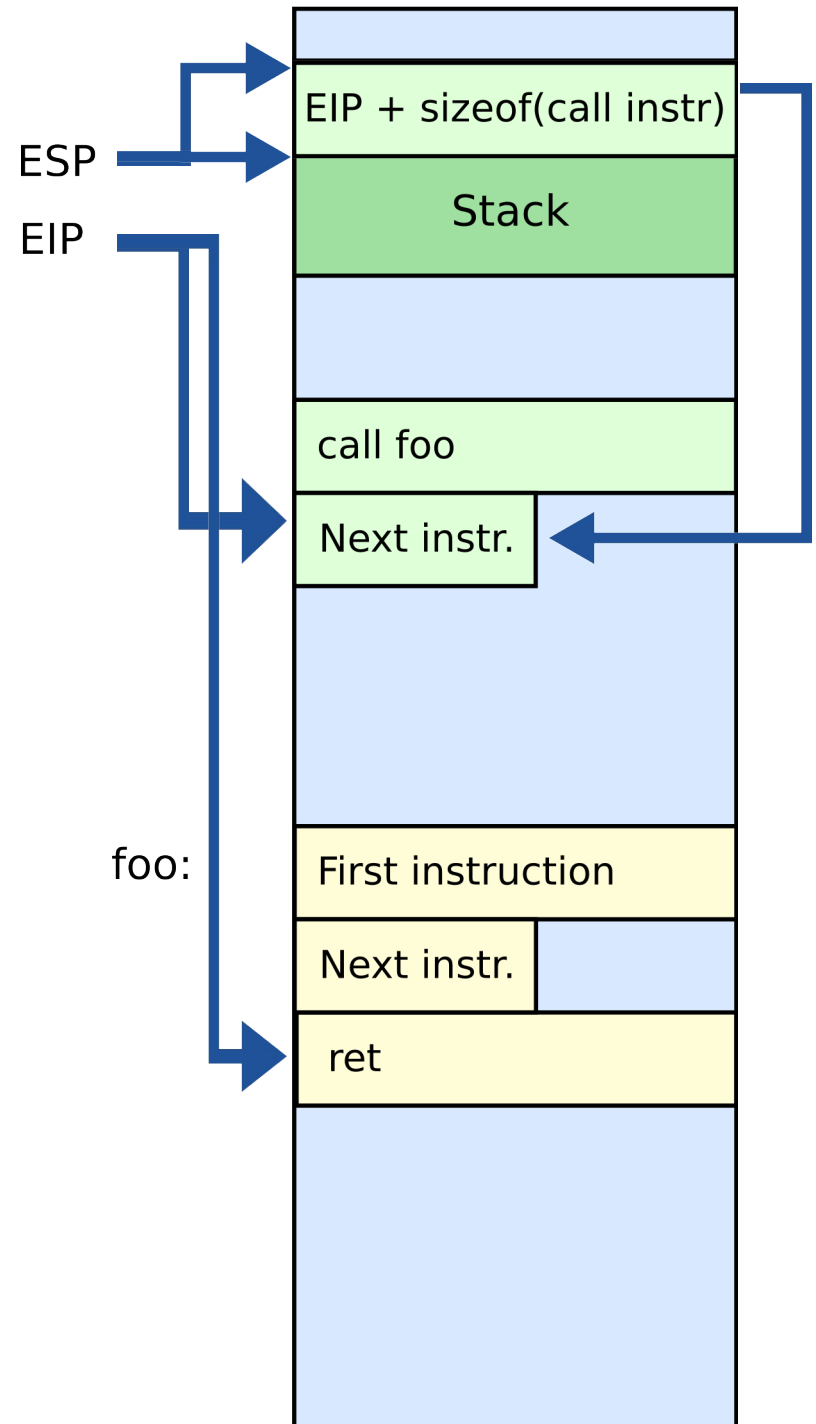 EIP + sizeof(call instr)
ESP
Stack
EIP
call foo
Next instr.
foo:
First instruction
Next instr.
ret